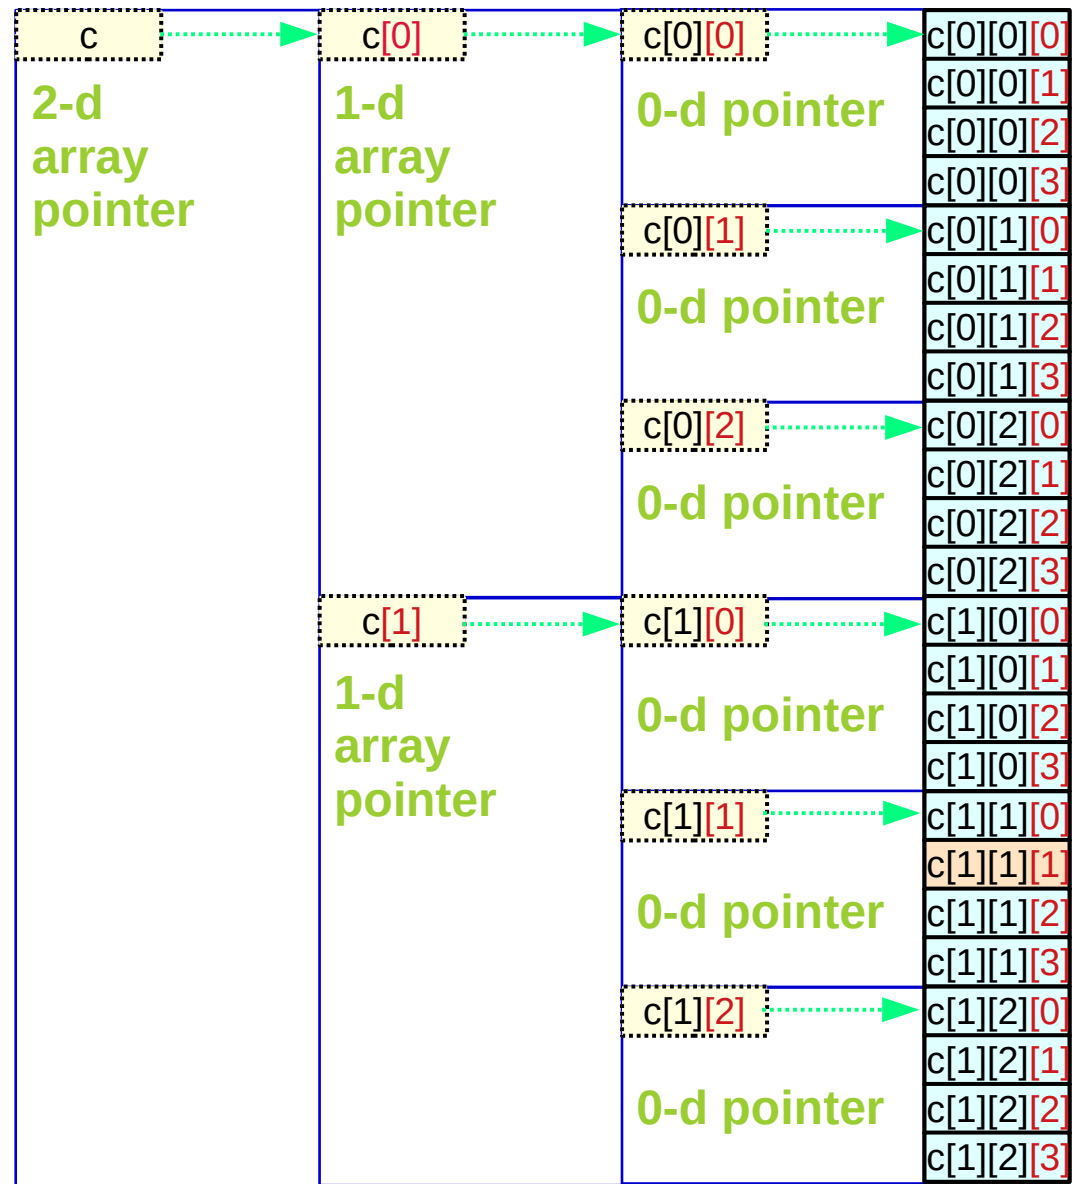 c c[0] c[0][0] c[0][0][0]
2-d
array
pointer
1-d
array
pointer
0-d pointer
c[0][0][1]
c[0][0][2]
c[0][0][3]
c[0][1] c[0][1][0]
0-d pointer
c[0][1][1]
c[0][1][2]
c[0][1][3]
c[0][2] c[0][2][0]
0-d pointer
c[0][2][1]
c[0][2][2]
c[0][2][3]
c[1] c[1][0] c[1][0][0]
1-d
array
pointer
0-d pointer
c[1][0][1]
c[1][0][2]
c[1][0][3]
c[1][1] c[1][1][0]
0-d pointer
c[1][1][1]
c[1][1][2]
c[1][1][3]
c[1][2] c[1][2][0]
0-d pointer
c[1][2][1]
c[1][2][2]
c[1][2][3]